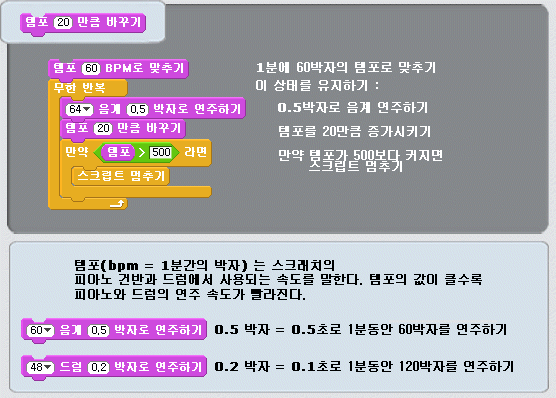 템포 20 만큼 바꾸기
템포 60 BPM로 맞추기 1분에 60박자의 템포로 맞추기
무한 반복 이 상태를 유지하기 :
64 음계 0.5 박자로 연주하기 0.5박자로 음계 연주하기
템포 20 만큼 바꾸기 템포를 20만큼 증가시키기
만약 템포 > 500 라면 만약 템포가 500보다 커지면
스크립트 멈추기 스크립트 멈추기
템포(bpm = 1분간의 박자) 는 스크래치의
피아노 건반과 드럼에서 사용되는 속도를 말한다. 템포의 값이 클수록
피아노와 드럼의 연주 속도가 빨라진다.
60 음계 0.5 박자로 연주하기 0.5 박자 = 0.5초로 1분동안 60박자를 연주하기
48 드럼 0.2 박자로 연주하기 0.2 박자 = 0.1초로 1분동안 120박자를 연주하기